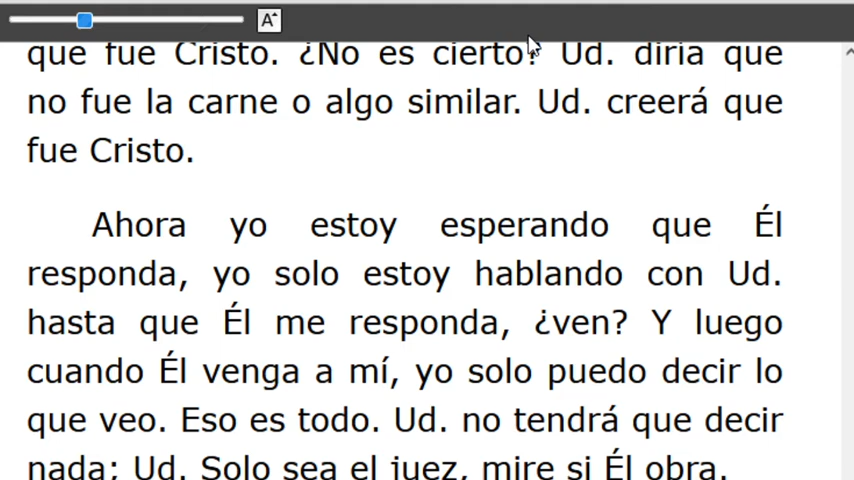 A
que fue Cristo. ¿No es cierto? Ud. diría que
no fue la carne o algo similar. Ud. creerá que
fue Cristo.
Ahora yo estoy esperando que Él
responda, yo solo estoy hablando con Ud.
hasta que Él me responda, ¿ven? Y luego
cuando Él venga a mí, yo solo puedo decir lo
que veo. Eso es todo. Ud. no tendrá que decir
nada; Ud. Solo sea el juez, mire si Él obra.